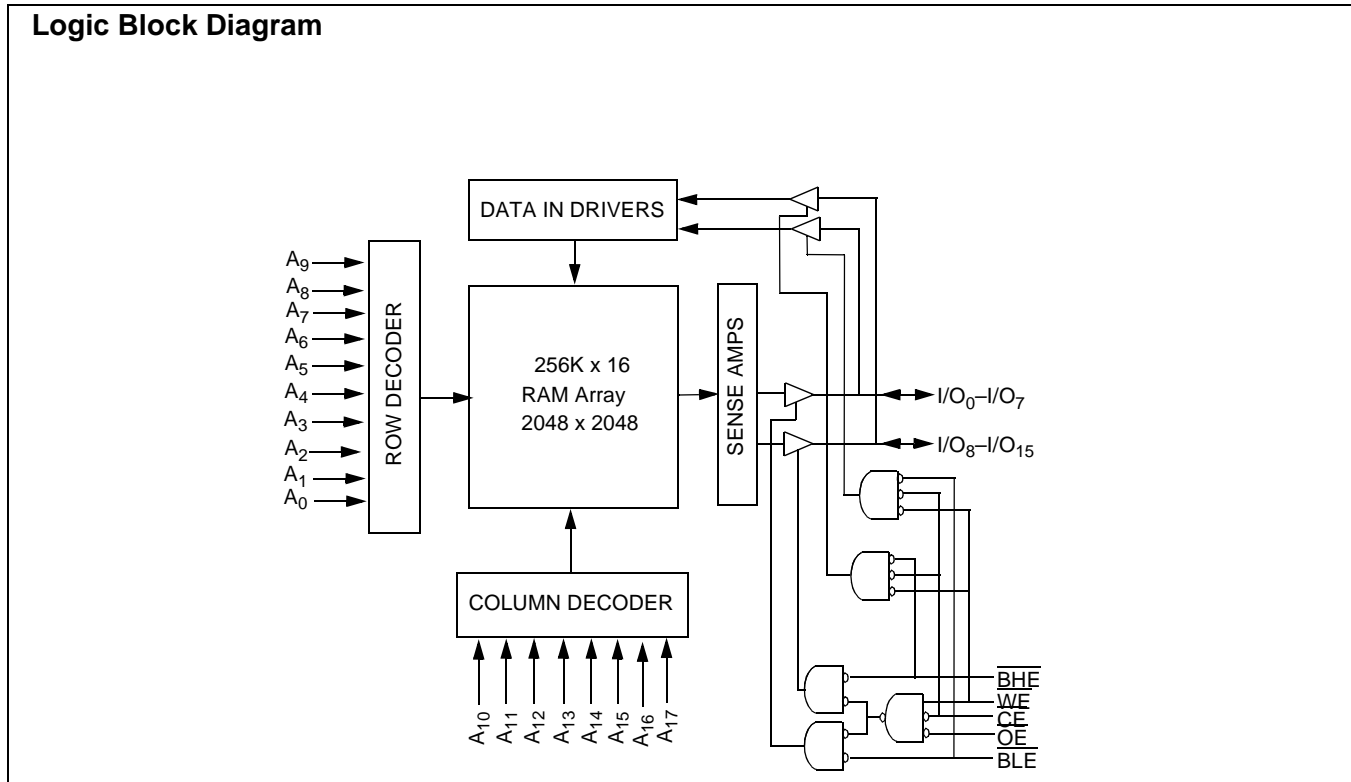 Logic Block Diagram
DATA IN DRIVERS
A9
A8
A7
A6
A5
A4
A3
A2
A1
A0
ROW DECODER
256K x 16
RAM Array
2048 x 2048
SENSE AMPS
I/O0–I/O7
I/O8–I/O15
COLUMN DECODER
A10
A11
A12
A13
A14
A15
A16
A17
BHE
WE
CE
OE
BLE